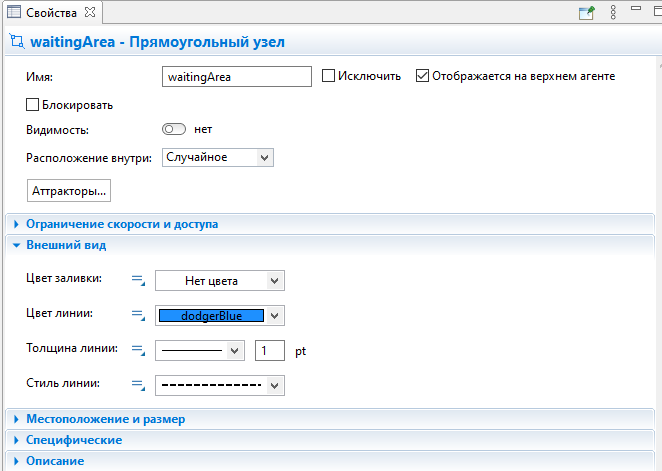 Свойства
waitingArea - Прямоугольный узел
Имя: waitingArea Исключить Отображается на верхнем агенте
Блокировать
Видимость: нет
Расположение внутри: Случайное
Аттракторы...
Ограничение скорости и доступа
Внешний вид
Цвет заливки: Нет цвета
Цвет линии: dodgerBlue
Толщина линии: 1 pt
Стиль линии:
Местоположение и размер
Специфические
Описание